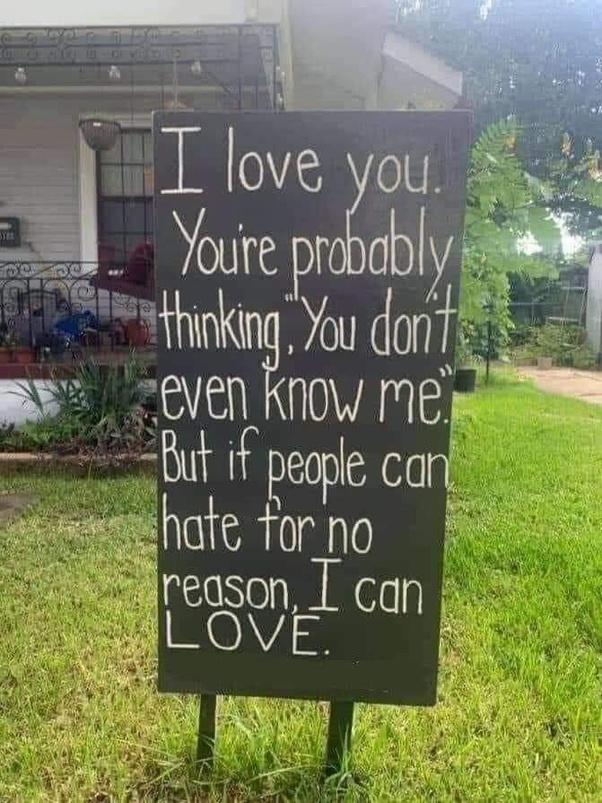 I love you.
You're probably
thinking, "You don't
even know me".
But if people can
hate for no
reason, I can
LOVE.